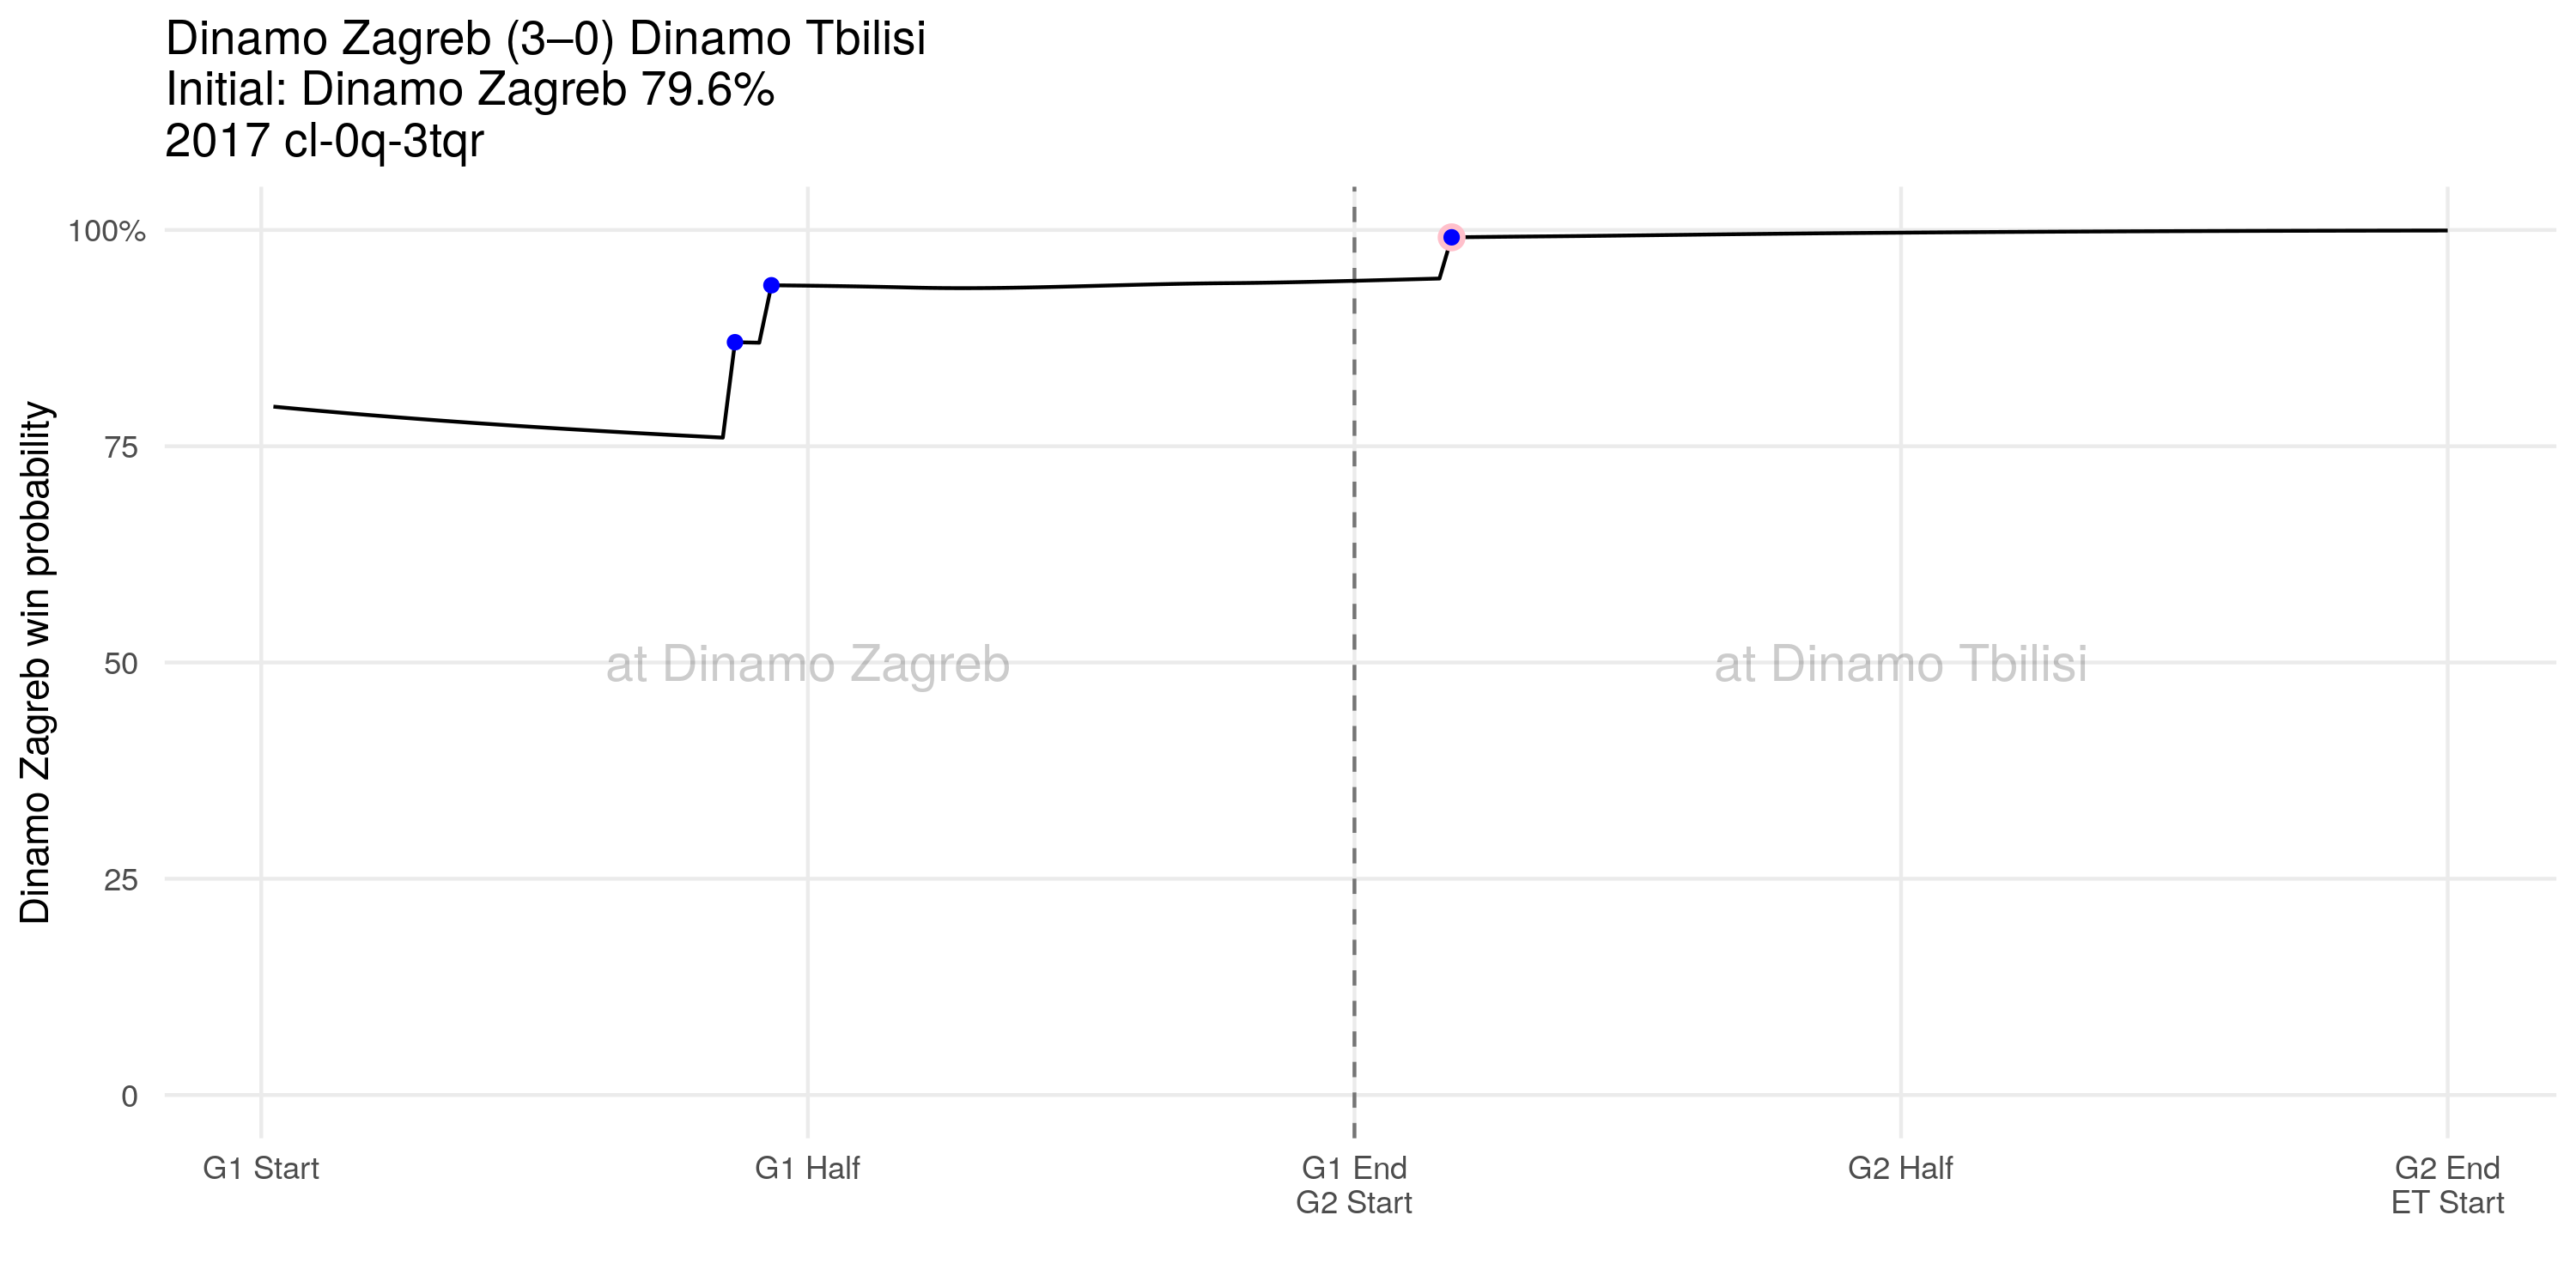 Dinamo Zagreb (3–0) Dinamo Tbilisi
Initial: Dinamo Zagreb 79.6%
2017 cl-0q-3tqr
Dinamo Zagreb win probability
100%
75
50
25
0
at Dinamo Zagreb
at Dinamo Tbilisi
G1 Start
G1 Half
G1 End
G2 Start
G2 Half
G2 End
ET Start